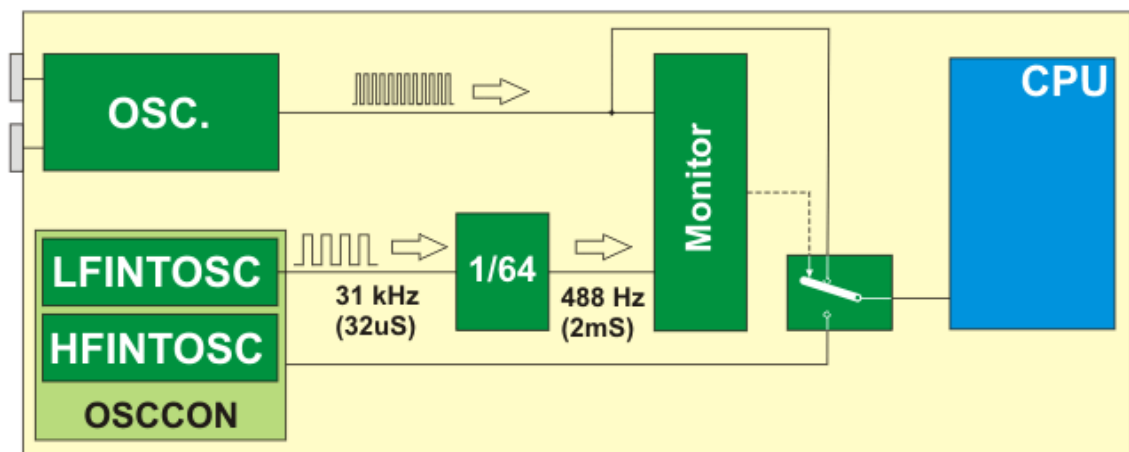 CPU
OSC.
Monitor
LFINTOSC
1/64
31 kHz
(32uS)
488 Hz
(2mS)
HFINTOSC
OSCCON